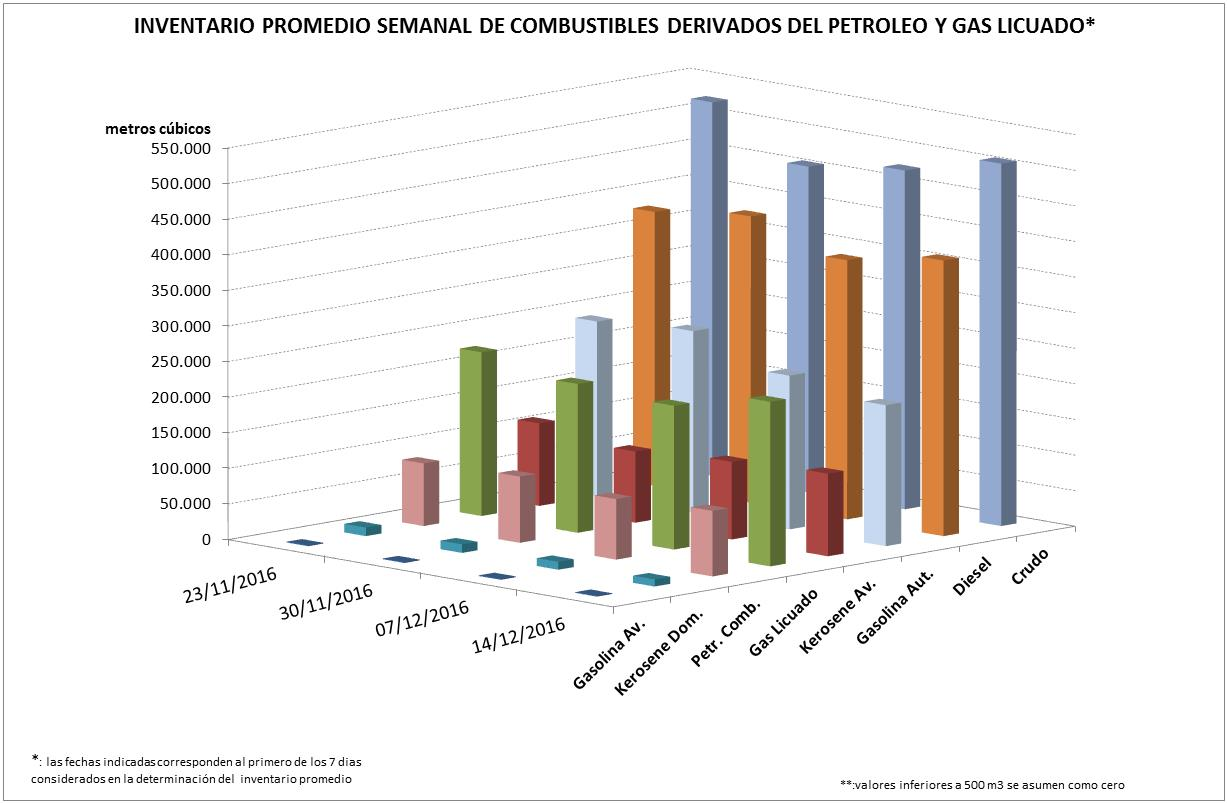 INVENTARIO PROMEDIO SEMANAL DE COMBUSTIBLES DERIVADOS DEL PETROLEO Y GAS LICUADO*
metros cúbicos
550.000
500.000
450.000
400.000
350.000
300.000
250.000
200.000
150.000
100.000
50.000
0
23/11/2016
30/11/2016
07/12/2016
14/12/2016
Gasolina Av.
Kerosene Dom.
Petr. Comb.
Gas Licuado
Kerosene Av.
Gasolina Aut.
Diesel
Crudo
*: las fechas indicadas corresponden al primero de los 7 dias
considerados en la determinación del inventario promedio
**:valores inferiores a 500 m3 se asumen como cero